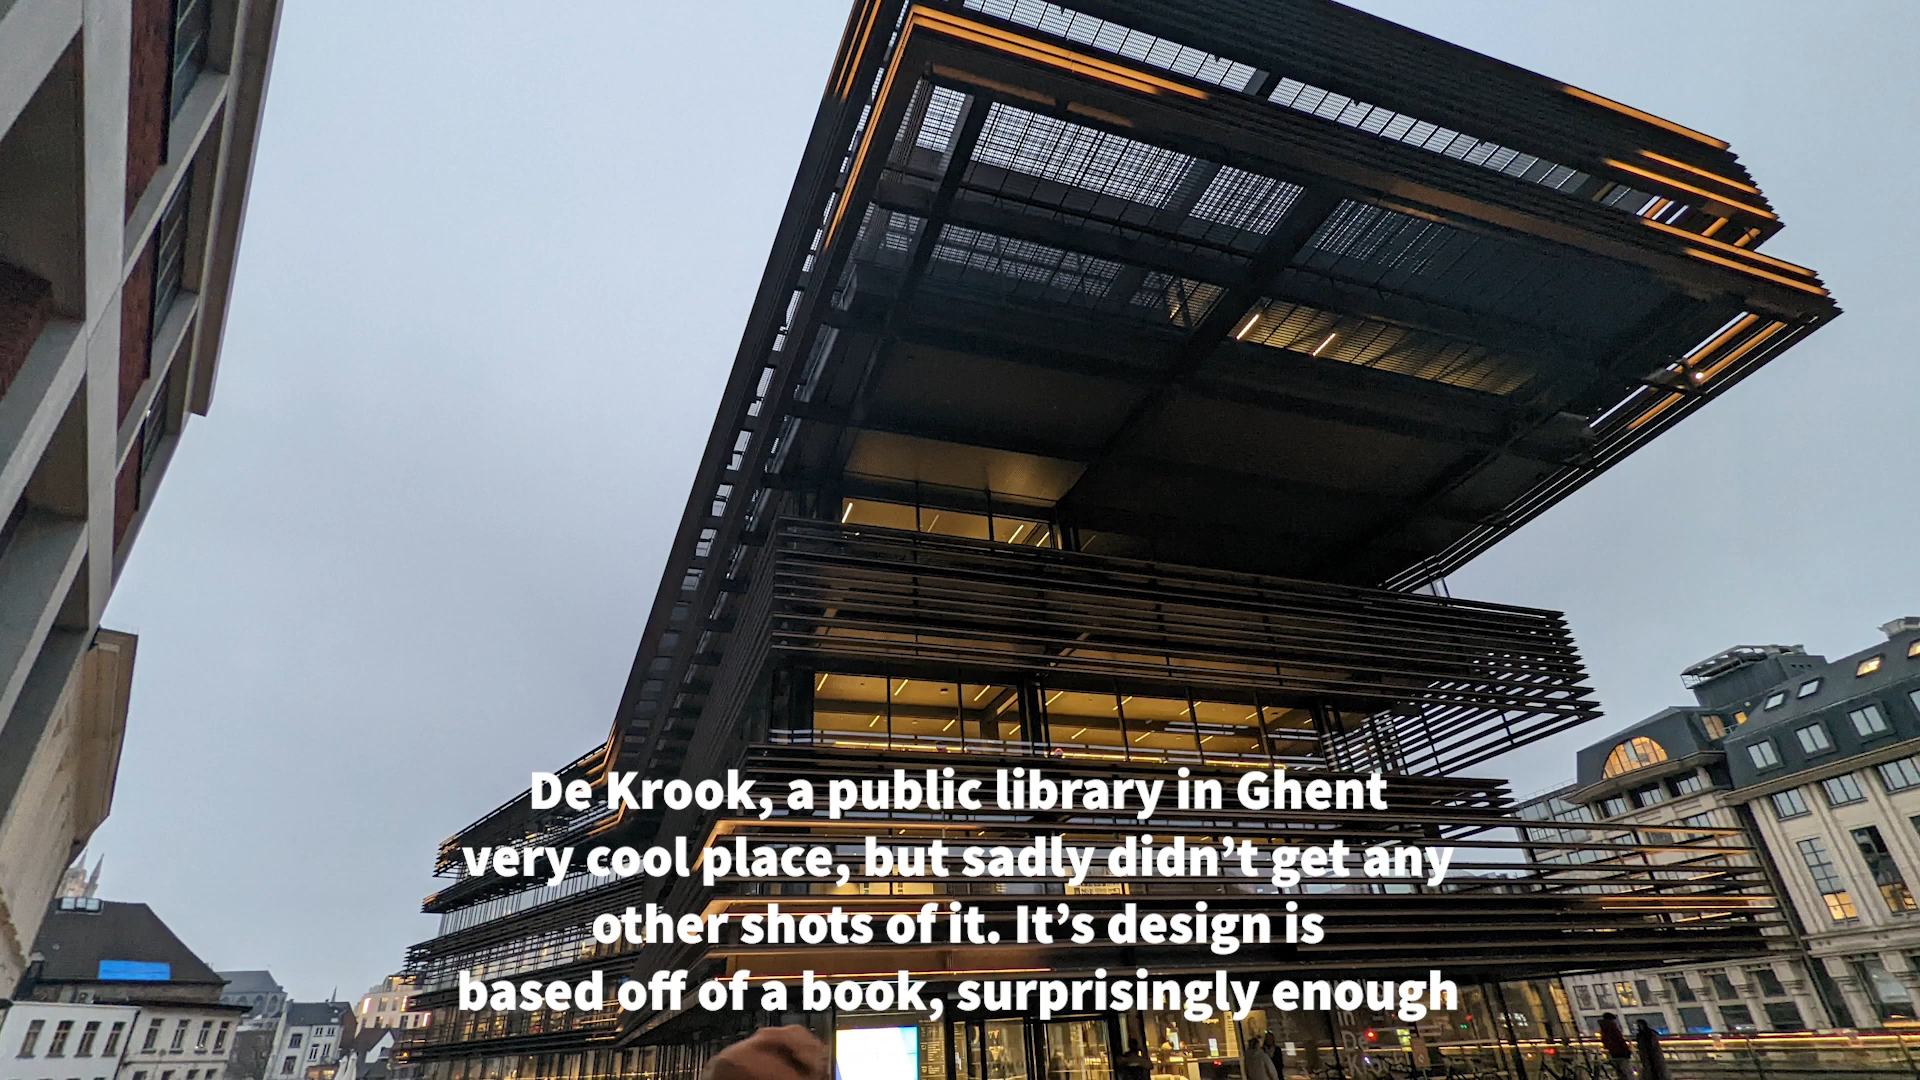 De Krook, a public library in Ghent
very cool place, but sadly didn't get any
other shots of it. It's design is
based off of a book, surprisingly enough